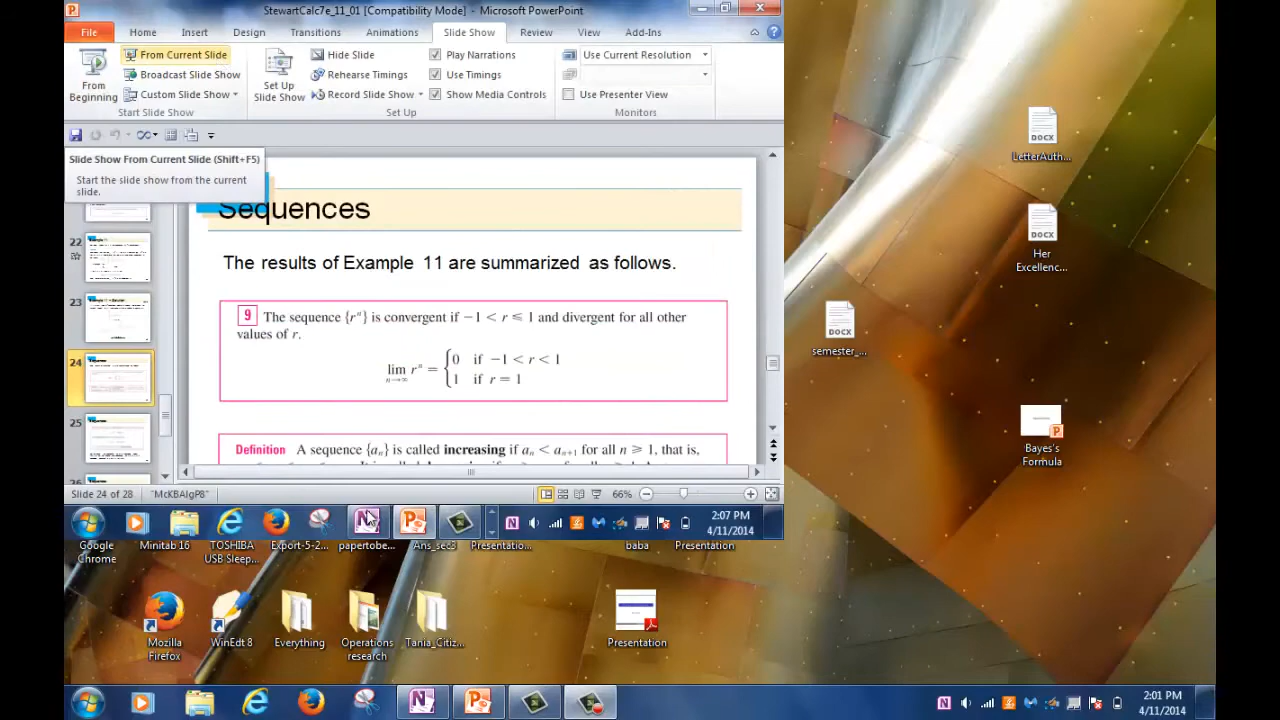 StewartCalc7e_11_01 [Compatibility Mode] - Microsoft PowerPoint
File Home Insert Design Transitions Animations Slide Show Review View Add-Ins
From Beginning
From Current Slide
Broadcast Slide Show
Custom Slide Show
Start Slide Show
Set Up Slide Show
Hide Slide
Rehearse Timings
Record Slide Show
Play Narrations
Use Timings
Show Media Controls
Set Up
Use Current Resolution
Use Presenter View
Monitors
Slide Show From Current Slide (Shift+F5)
Start the slide show from the current
slide.
22
23
24
25
Sequences
The results of Example 11 are summarized as follows.
9 The sequence {rⁿ} is convergent if −1 < r ⩽ 1 and divergent for all other
values of r.
lim n→∞ rⁿ = { 0 if −1 < r < 1
1 if r = 1
Definition A sequence {aₙ} is called increasing if aₙ < aₙ₊₁ for all n ⩾ 1, that is,
Slide 24 of 28 "McKBAlgP8" 66%
2:07 PM
4/11/2014
Google Chrome
Minitab 16
TOSHIBA
USB Sleep...
Export-5-2...
papertobe...
Ans_sec3
Presentatio...
baba
Presentation
Mozilla
Firefox
WinEdt 8
Everything
Operations
research
Tania_Citiz...
Presentation
DOCX
LetterAuth...
DOCX
Her
Excellenc...
DOCX
semester_...
Bayes's
Formula
2:01 PM
4/11/2014